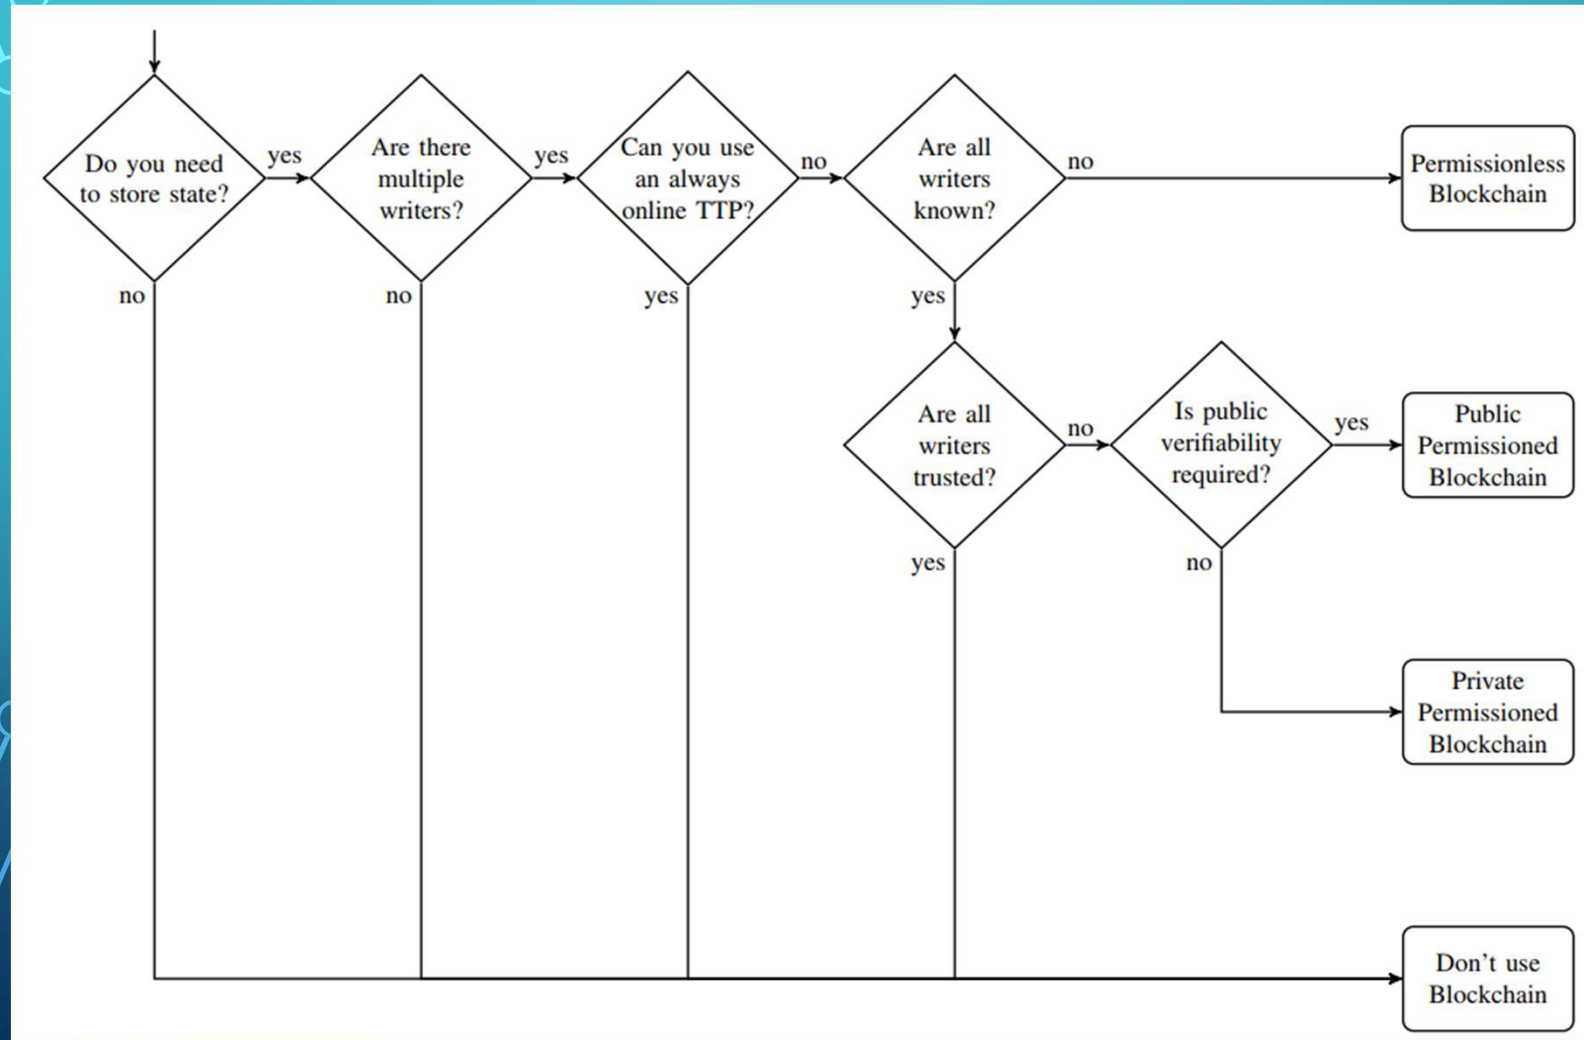 Do you need
to store state?
yes
no
Are there
multiple
writers?
yes
no
Can you use
an always
online TTP?
no
yes
Are all
writers
known?
no
yes
Permissionless
Blockchain
Are all
writers
trusted?
no
yes
Is public
verifiability
required?
yes
no
Public
Permissioned
Blockchain
Private
Permissioned
Blockchain
Don't use
Blockchain